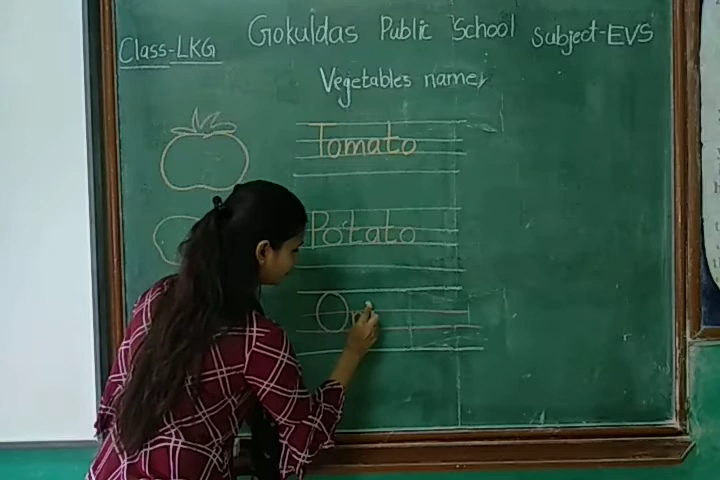 Class-LKG
Gokuldas Public School
Subject-EVS
Vegetables name
Tomato
Potato
O